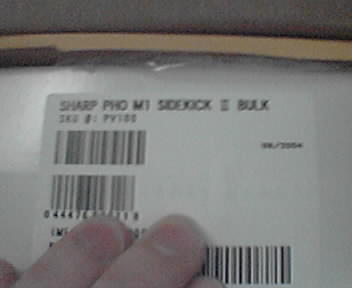 SHARP PHO M1 SIDEKICK II BULK
SKU #: PV100
08/2004